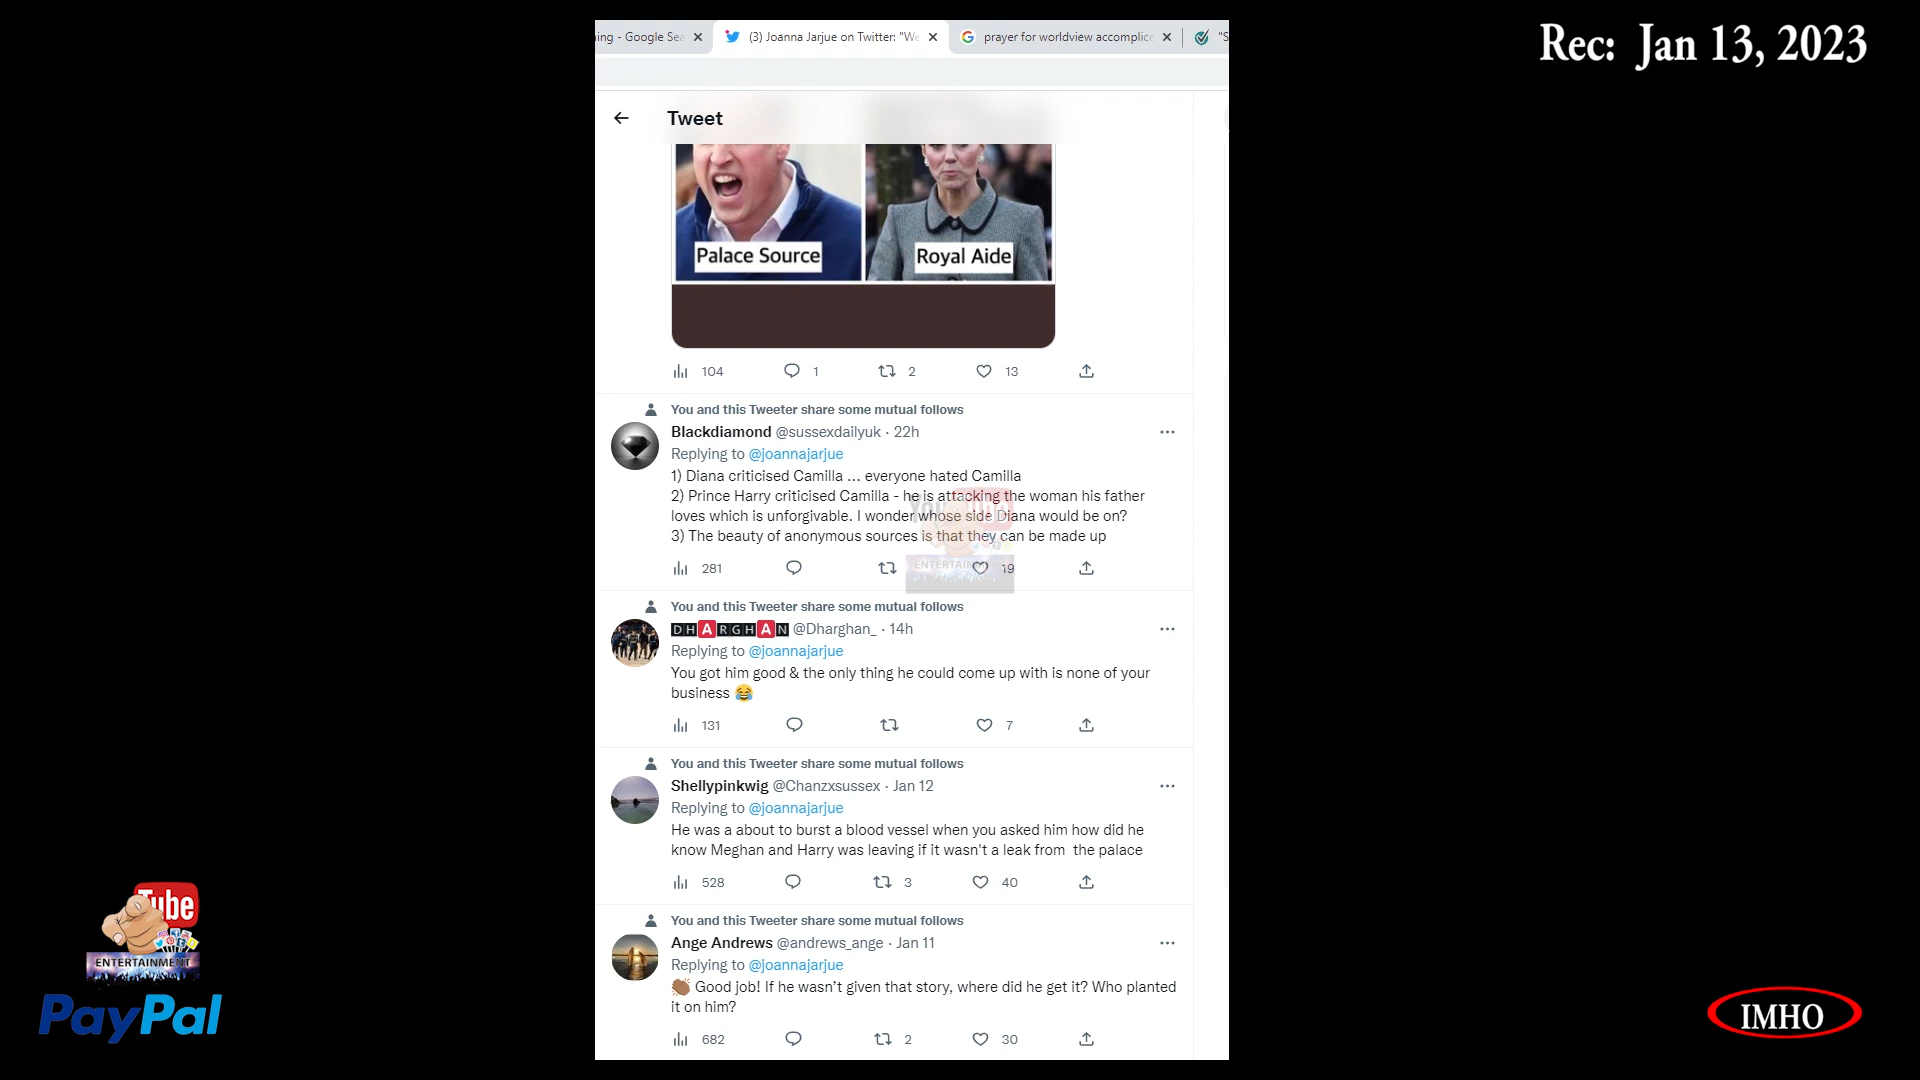 Rec: Jan 13, 2023
ning - Google Sea
(3) Joanna Jarjue on Twitter: "We
prayer for worldview accomplice
"S
Tweet
Palace Source
Royal Aide
104 1 2 13
You and this Tweeter share some mutual follows
Blackdiamond @sussexdailyuk · 22h
Replying to @joannajarjue
1) Diana criticised Camilla ... everyone hated Camilla
2) Prince Harry criticised Camilla - he is attacking the woman his father
loves which is unforgivable. I wonder whose side Diana would be on?
3) The beauty of anonymous sources is that they can be made up
281 19
You and this Tweeter share some mutual follows
DHARGHAN @Dharghan_ · 14h
Replying to @joannajarjue
You got him good & the only thing he could come up with is none of your
business 😂
131 7
You and this Tweeter share some mutual follows
Shellypinkwig @Chanzxsussex · Jan 12
Replying to @joannajarjue
He was a about to burst a blood vessel when you asked him how did he
know Meghan and Harry was leaving if it wasn't a leak from  the palace
528 3 40
You and this Tweeter share some mutual follows
Ange Andrews @andrews_ange · Jan 11
Replying to @joannajarjue
👏🏾 Good job! If he wasn't given that story, where did he get it? Who planted
it on him?
682 2 30
Tube
ENTERTAINMENT
PayPal
IMHO